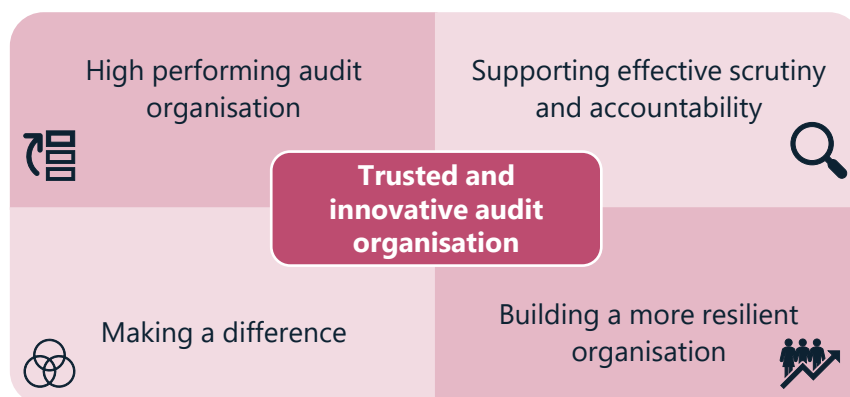 High performing audit
organisation
Supporting effective scrutiny
and accountability
Trusted and
innovative audit
organisation
Making a difference
Building a more resilient
organisation